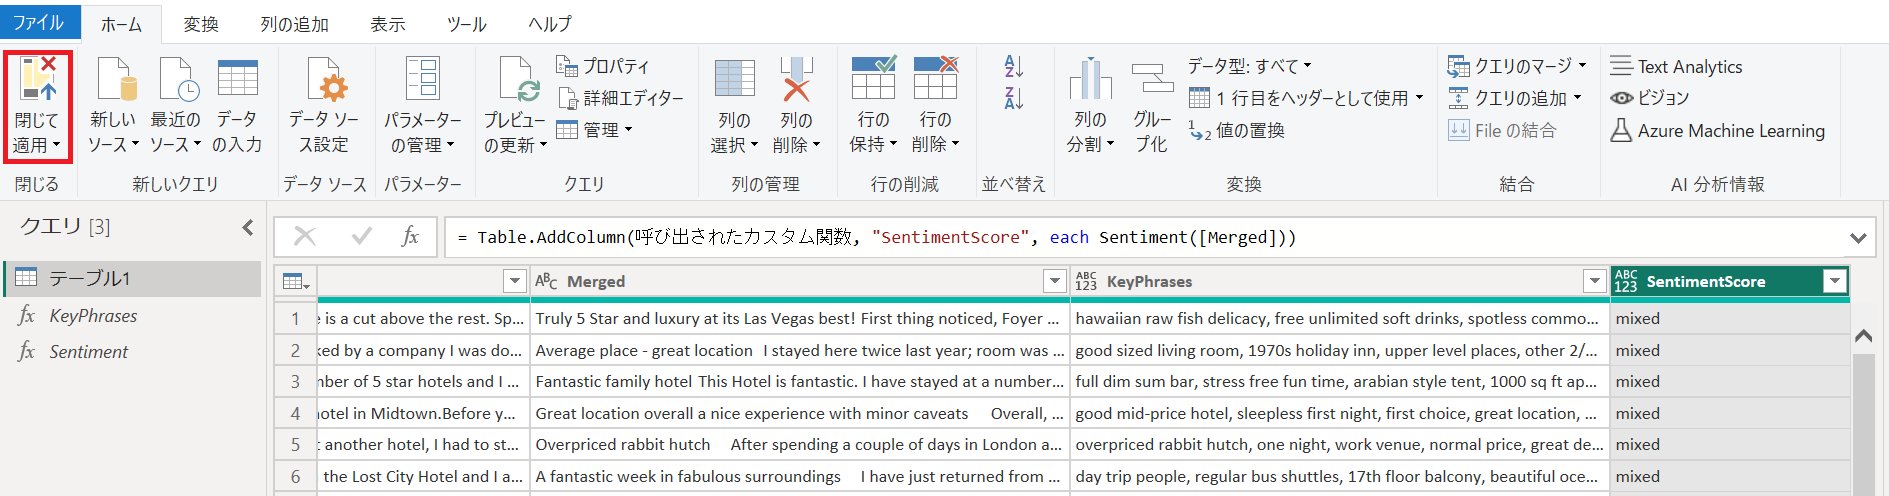 ファイル ホーム 変換 列の追加 表示 ツール ヘルプ
閉じて
適用
新しい
ソース
最近の
ソース
データ
の入力
データ ソー
ス設定
パラメーター
の管理
プレビュー
の更新
プロパティ
詳細エディター
管理
列の
選択
列の
削除
行の
保持
行の
削除
A
Z
Z
A
列の
分割
グルー
プ化
データ型: すべて
1 行目をヘッダーとして使用
1
2 値の置換
クエリのマージ
クエリの追加
File の結合
Text Analytics
ビジョン
Azure Machine Learning
閉じる 新しいクエリ データ ソース パラメーター クエリ 列の管理 行の削減 並べ替え 変換 結合 AI 分析情報
クエリ [3]
テーブル1
fx KeyPhrases
fx Sentiment
fx = Table.AddColumn(呼び出されたカスタム関数, "SentimentScore", each Sentiment([Merged]))
ABC Merged ABC 123 KeyPhrases ABC 123 SentimentScore
1 e is a cut above the rest. Sp... Truly 5 Star and luxury at its Las Vegas best! First thing noticed, Foyer ... hawaiian raw fish delicacy, free unlimited soft drinks, spotless commo... mixed
2 ked by a company I was do... Average place - great location I stayed here twice last year; room was ... good sized living room, 1970s holiday inn, upper level places, other 2/... mixed
3 mber of 5 star hotels and I ... Fantastic family hotel This Hotel is fantastic. I have stayed at a number... full dim sum bar, stress free fun time, arabian style tent, 1000 sq ft ap... mixed
4 hotel in Midtown.Before y... Great location overall a nice experience with minor caveats Overall, ... good mid-price hotel, sleepless first night, first choice, great location, ... mixed
5 t another hotel, I had to st... Overpriced rabbit hutch After spending a couple of days in London a... overpriced rabbit hutch, one night, work venue, normal price, great de... mixed
6 the Lost City Hotel and I a... A fantastic week in fabulous surroundings I have just returned from ... day trip people, regular bus shuttles, 17th floor balcony, beautiful oce... mixed